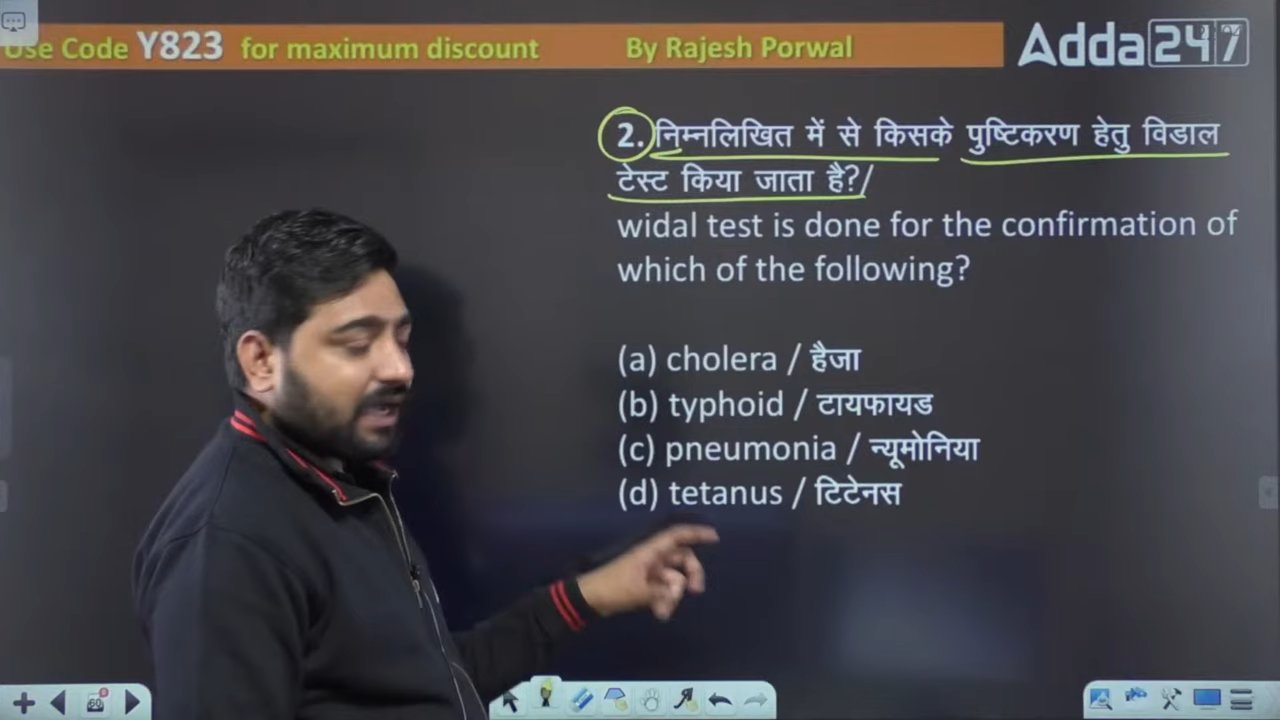 Use Code Y823 for maximum discount By Rajesh Porwal Adda247
2. निम्नलिखित में से किसके पुष्टिकरण हेतु विडाल
टेस्ट किया जाता है?/
widal test is done for the confirmation of
which of the following?
(a) cholera / हैजा
(b) typhoid / टायफायड
(c) pneumonia / न्यूमोनिया
(d) tetanus / टिटेनस